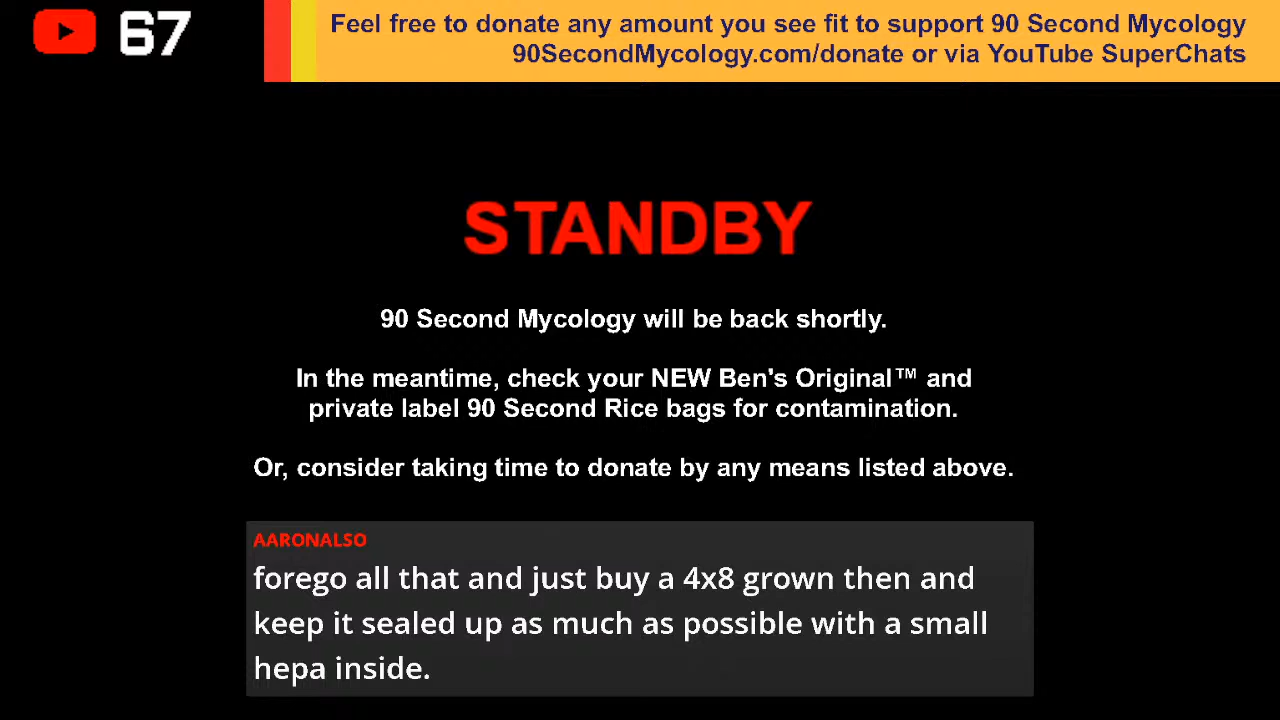 67
Feel free to donate any amount you see fit to support 90 Second Mycology
90SecondMycology.com/donate or via YouTube SuperChats
STANDBY
90 Second Mycology will be back shortly.
In the meantime, check your NEW Ben's Original™ and
private label 90 Second Rice bags for contamination.
Or, consider taking time to donate by any means listed above.
AARONALSO
forego all that and just buy a 4x8 grown then and
keep it sealed up as much as possible with a small
hepa inside.